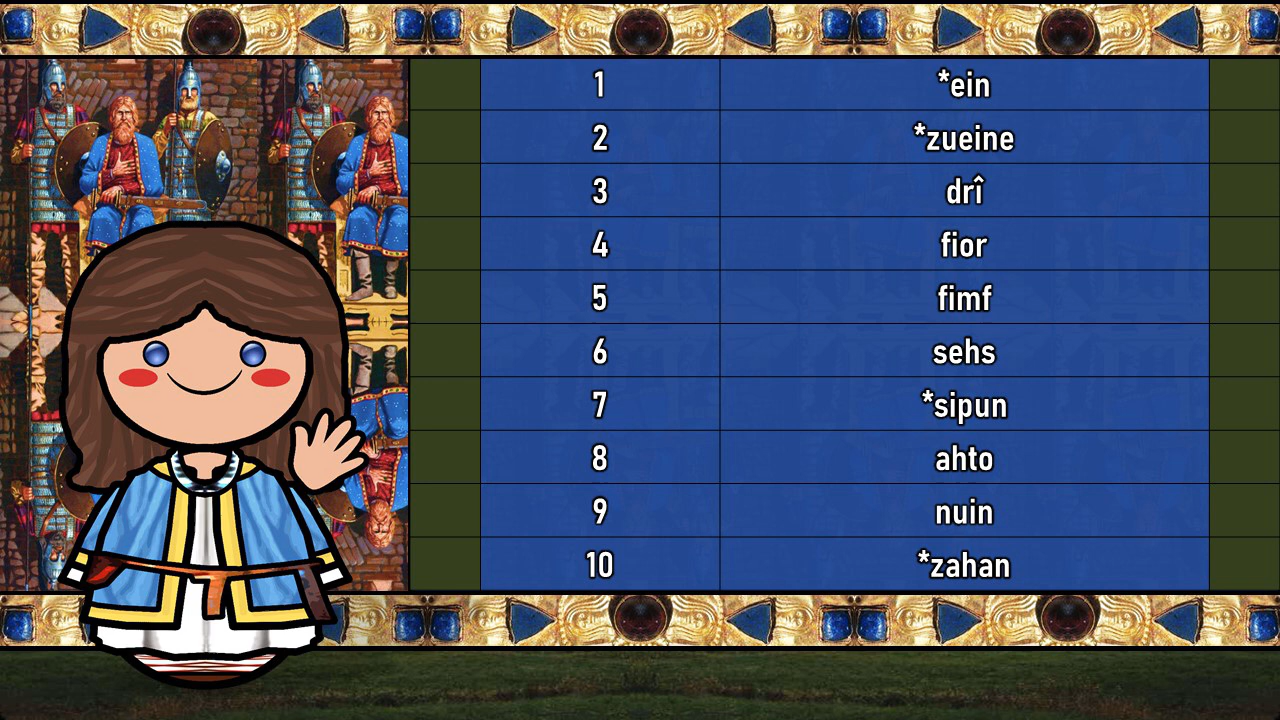 1 *ein
2 *zueine
3 drî
4 fior
5 fimf
6 sehs
7 *sipun
8 ahto
9 nuin
10 *zahan